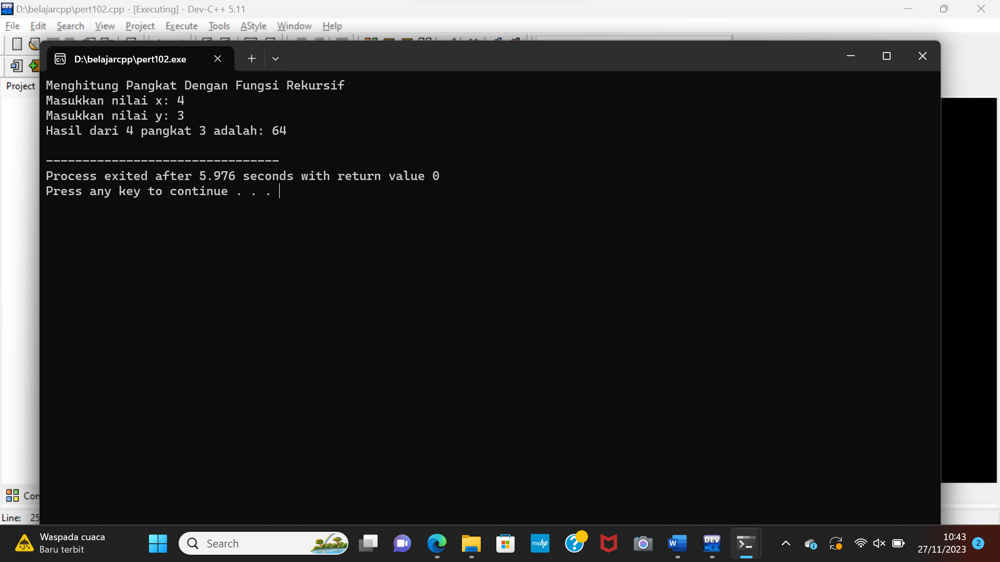 D:\belajarcpp\pert102.cpp - [Executing] - Dev-C++ 5.11
File Edit Search View Project Execute Tools AStyle Window Help
D:\belajarcpp\pert102.exe
Project
Menghitung Pangkat Dengan Fungsi Rekursif
Masukkan nilai x: 4
Masukkan nilai y: 3
Hasil dari 4 pangkat 3 adalah: 64
--------------------------------
Process exited after 5.976 seconds with return value 0
Press any key to continue . . .
Line: 25
Waspada cuaca
Baru terbit
Search
myhp
W
DEV
C++
10:43
27/11/2023
2